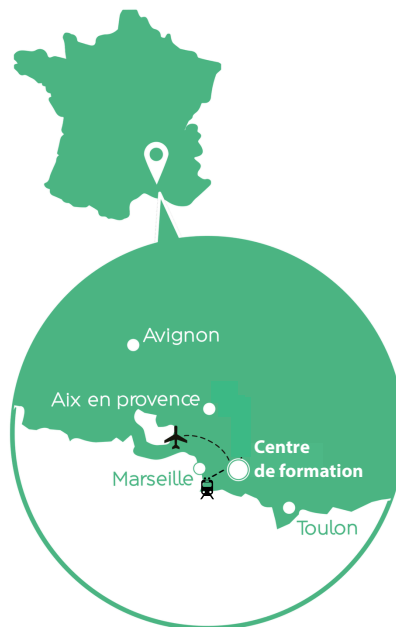 Avignon
Aix en provence
Centre
de formation
Marseille
Toulon